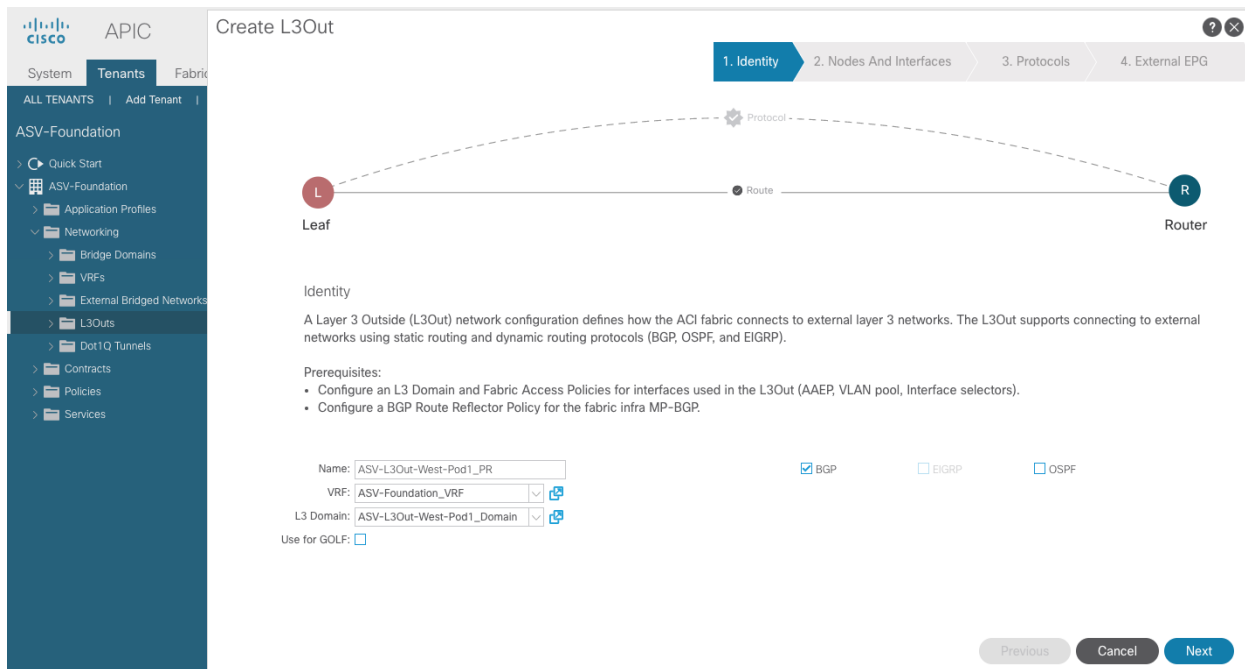 CISCO
APIC
Create L3Out
?
System Tenants Fabric
1. Identity 2. Nodes And Interfaces 3. Protocols 4. External EPG
ALL TENANTS | Add Tenant |
ASV-Foundation
Quick Start
ASV-Foundation
Application Profiles
Networking
Bridge Domains
VRFs
External Bridged Networks
L3Outs
Dot1Q Tunnels
Contracts
Policies
Services
Protocol
L
Route
R
Leaf
Router
Identity
A Layer 3 Outside (L3Out) network configuration defines how the ACI fabric connects to external layer 3 networks. The L3Out supports connecting to external
networks using static routing and dynamic routing protocols (BGP, OSPF, and EIGRP).
Prerequisites:
• Configure an L3 Domain and Fabric Access Policies for interfaces used in the L3Out (AAEP, VLAN pool, Interface selectors).
• Configure a BGP Route Reflector Policy for the fabric infra MP-BGP.
Name: ASV-L3Out-West-Pod1_PR
BGP EIGRP OSPF
VRF: ASV-Foundation_VRF
L3 Domain: ASV-L3Out-West-Pod1_Domain
Use for GOLF:
Previous Cancel Next